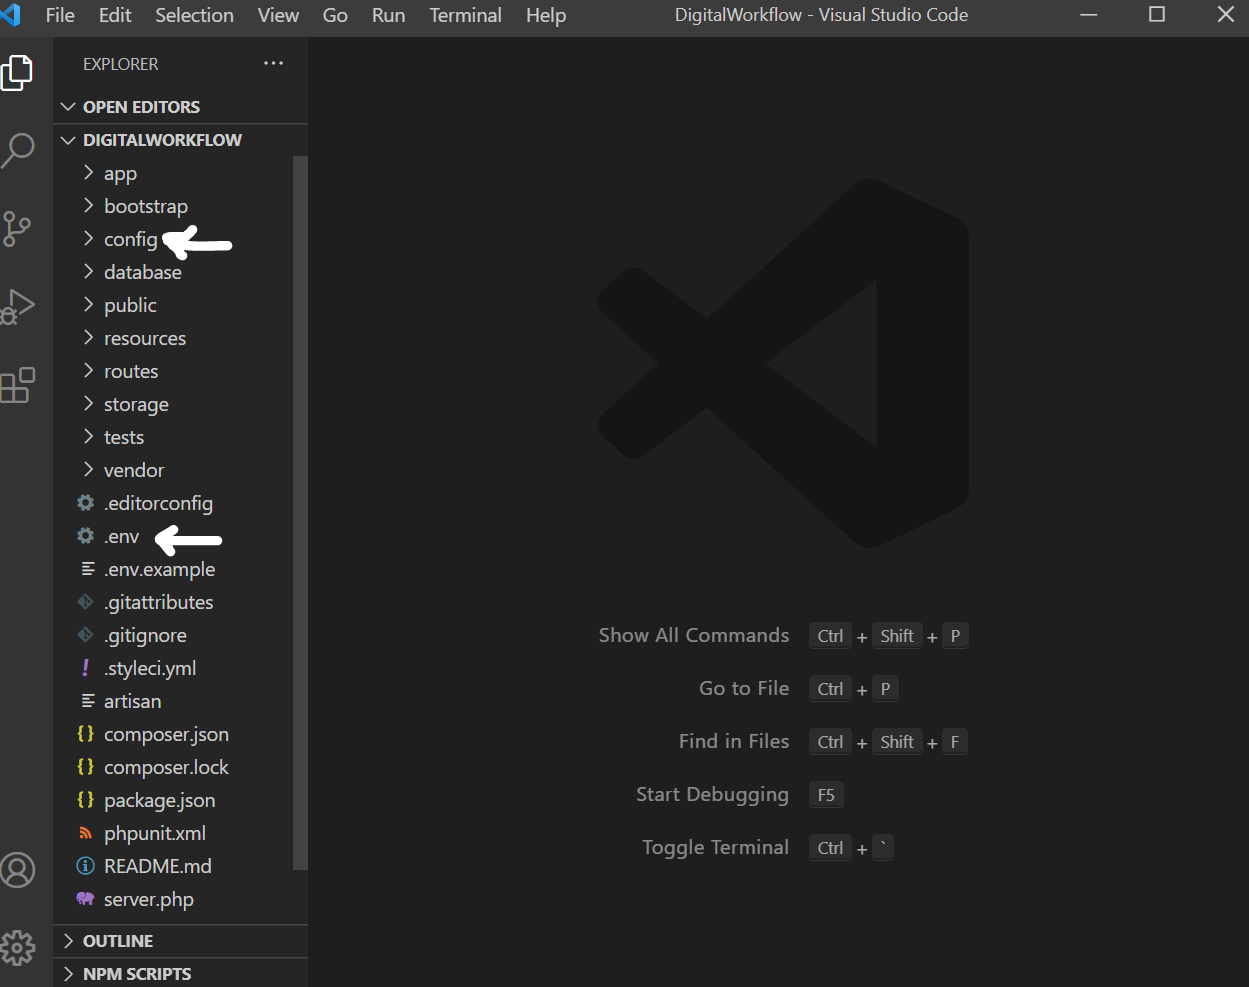 File Edit Selection View Go Run Terminal Help DigitalWorkflow - Visual Studio Code
EXPLORER ...
OPEN EDITORS
DIGITALWORKFLOW
app
bootstrap
config
database
public
resources
routes
storage
tests
vendor
.editorconfig
.env
.env.example
.gitattributes
.gitignore
.styleci.yml
artisan
composer.json
composer.lock
package.json
phpunit.xml
README.md
server.php
OUTLINE
NPM SCRIPTS
Show All Commands Ctrl + Shift + P
Go to File Ctrl + P
Find in Files Ctrl + Shift + F
Start Debugging F5
Toggle Terminal Ctrl + `